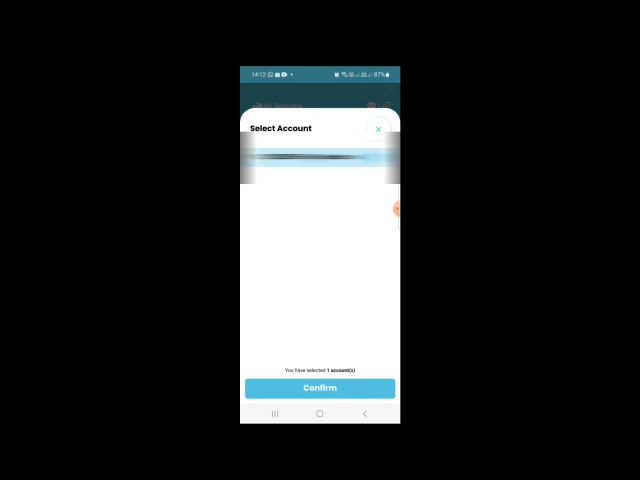 14:12
87%
Select Account
You have selected 1 account(s)
Confirm